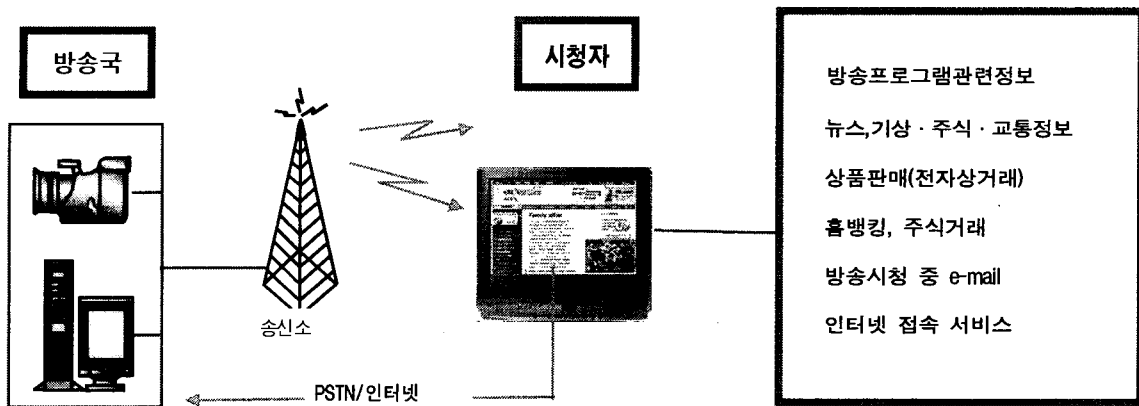 방송국
시청자
송신소
PSTN/인터넷
방송프로그램관련정보
뉴스,기상 · 주식 · 교통정보
상품판매(전자상거래)
홈뱅킹, 주식거래
방송시청 중 e-mail
인터넷 접속 서비스